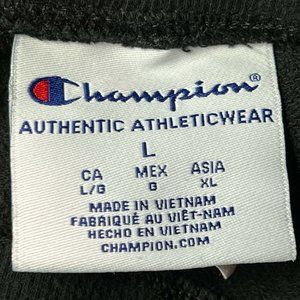 Champion®
AUTHENTIC ATHLETICWEAR
L
CA MEX ASIA
L/G G XL
MADE IN VIETNAM
FABRIQUÉ AU VIÊT-NAM
HECHO EN VIETNAM
CHAMPION.COM